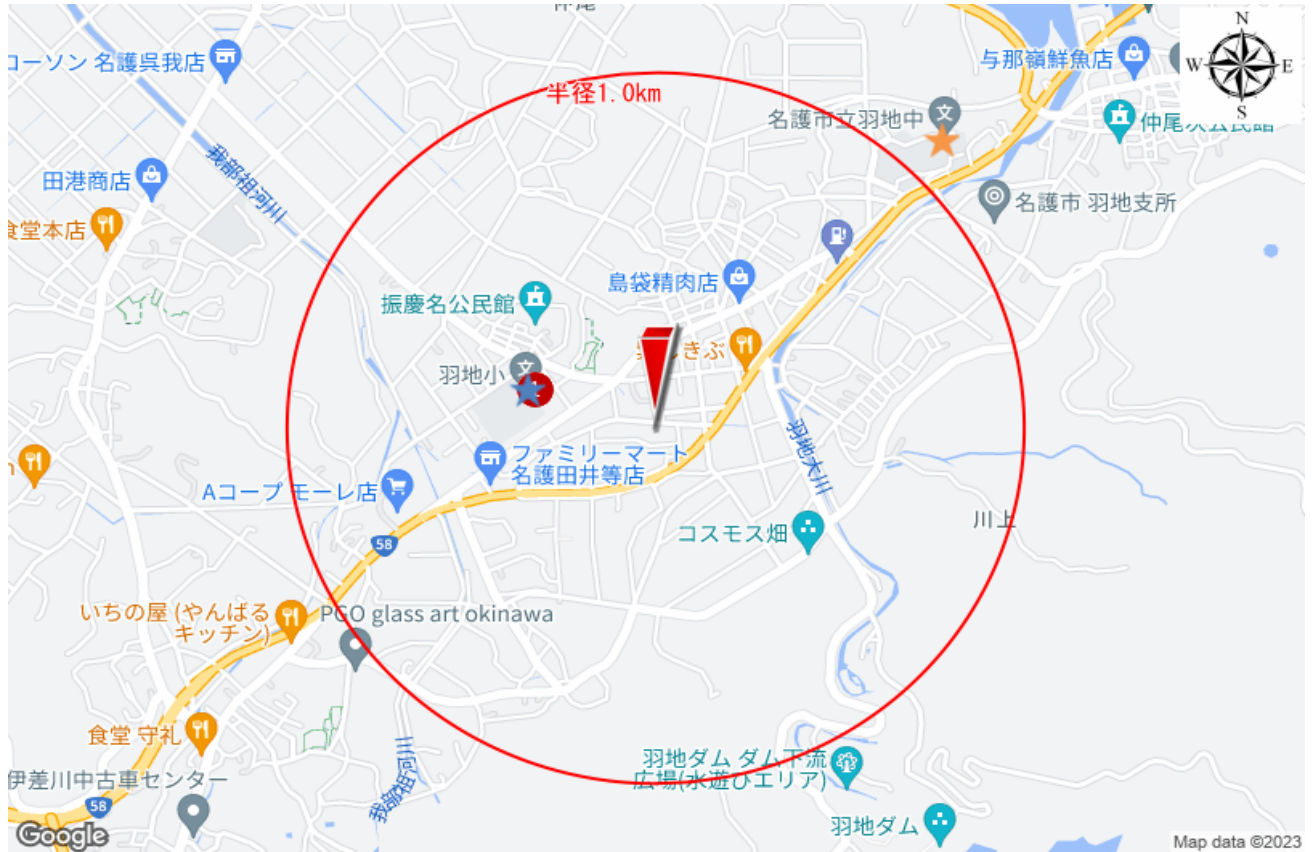 N
W
E
S
ローソン 名護呉我店
与那嶺鮮魚店
半径1.0km
名護市立羽地中
仲尾次公民館
我部祖河川
田港商店
名護市 羽地支所
食堂本店
島袋精肉店
振慶名公民館
きぶ
羽地小
ファミリーマート
名護田井等店
羽地大川
Aコープ モーレ店
川上
コスモス畑
58
いちの屋 (やんばる
キッチン)
PGO glass art okinawa
食堂 守礼
羽地ダム ダム下流
広場(水遊びエリア)
伊差川中古車センター
我部祖河川
58
羽地ダム
Google
Map data ©2023